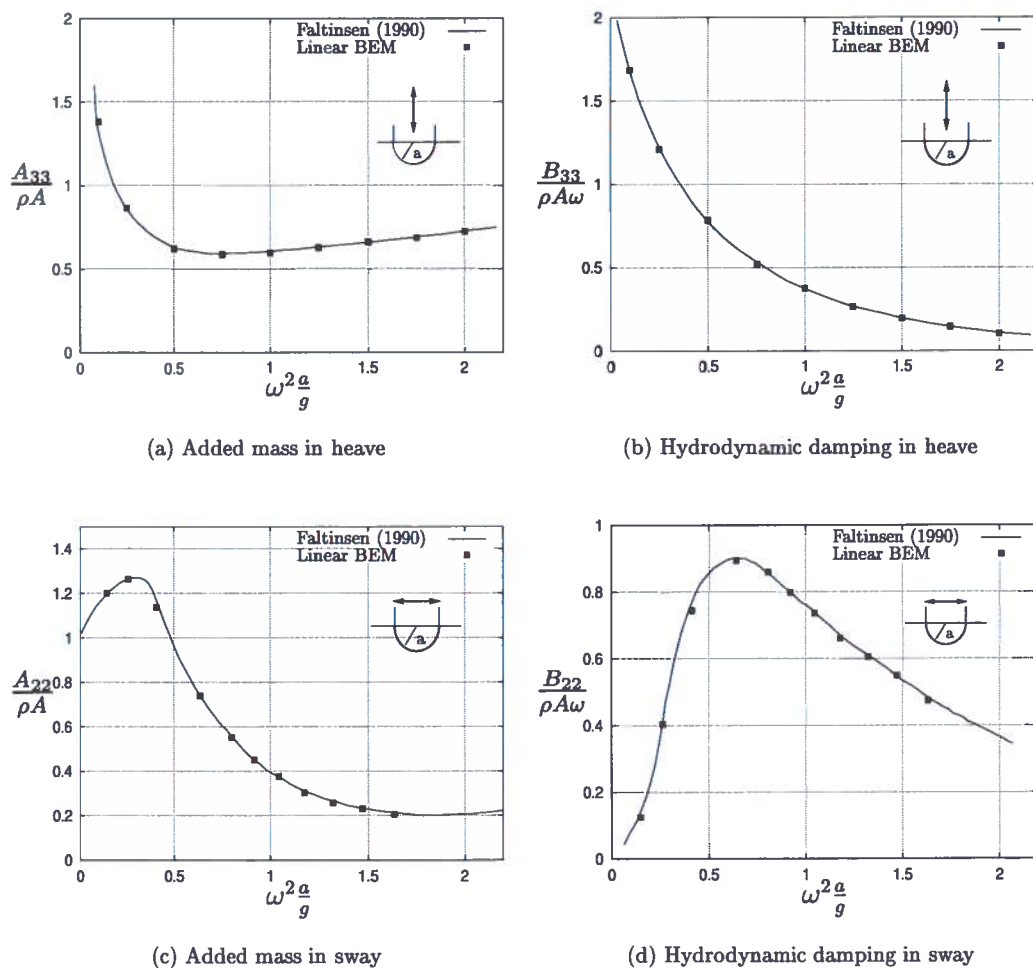 Faltinsen (1990)
Linear BEM
a
A₃₃
ρA
2
1.5
1
0.5
0
0 0.5 1 1.5 2
ω² a/g
(a) Added mass in heave
Faltinsen (1990)
Linear BEM
a
B₃₃
ρAω
2
1.5
1
0.5
0
0 0.5 1 1.5 2
ω² a/g
(b) Hydrodynamic damping in heave
Faltinsen (1990)
Linear BEM
a
A₂₂
ρA
1.4
1.2
1
0.8
0.6
0.4
0.2
0
0 0.5 1 1.5 2
ω² a/g
(c) Added mass in sway
Faltinsen (1990)
Linear BEM
a
B₂₂
ρAω
1
0.8
0.6
0.4
0.2
0
0 0.5 1 1.5 2
ω² a/g
(d) Hydrodynamic damping in sway